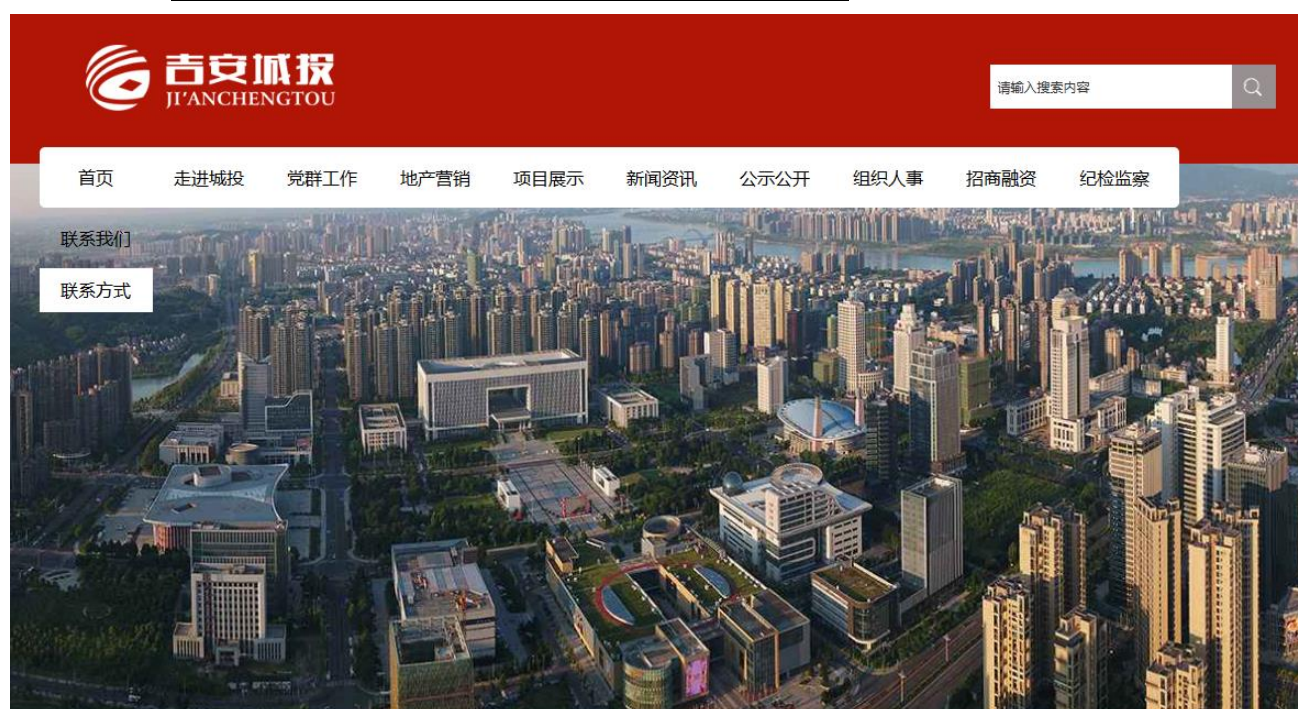 吉安城投
JI'ANCHENGTOU
请输入搜索内容
首页 走进城投 党群工作 地产营销 项目展示 新闻资讯 公示公开 组织人事 招商融资 纪检监察
联系我们
联系方式